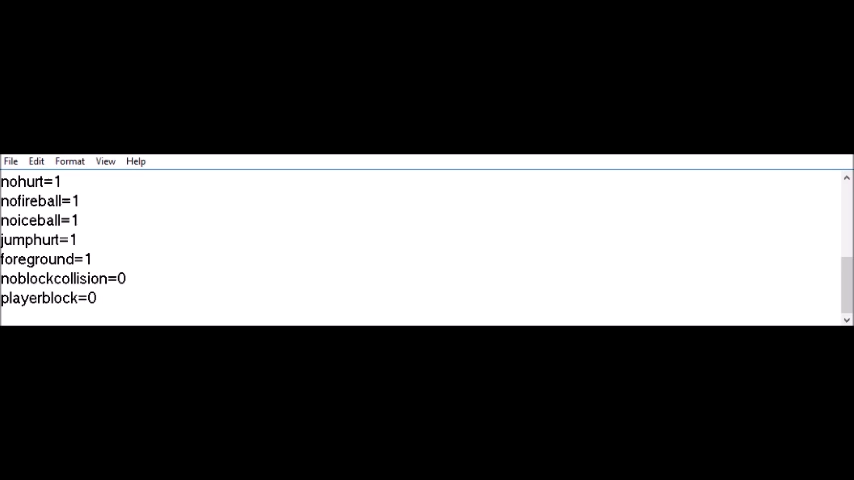 File Edit Format View Help
nohurt=1
nofireball=1
noiceball=1
jumphurt=1
foreground=1
noblockcollision=0
playerblock=0